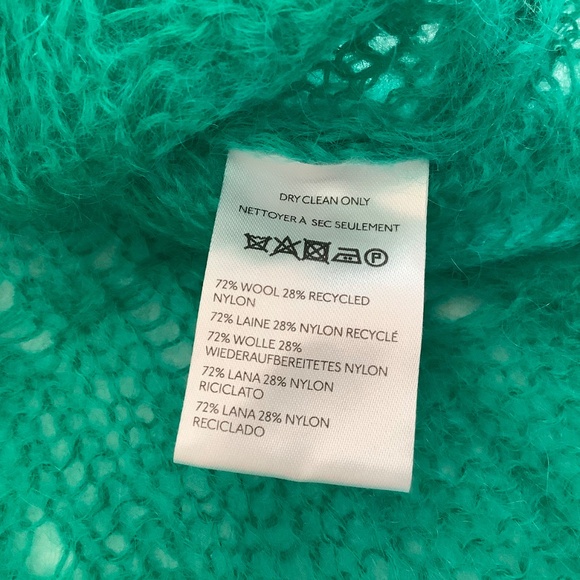 DRY CLEAN ONLY
NETTOYER À SEC SEULEMENT
P
72% WOOL 28% RECYCLED
NYLON
72% LAINE 28% NYLON RECYCLÉ
72% WOLLE 28%
WIEDERAUFBEREITETES NYLON
72% LANA 28% NYLON
RICICLATO
72% LANA 28% NYLON
RECICLADO